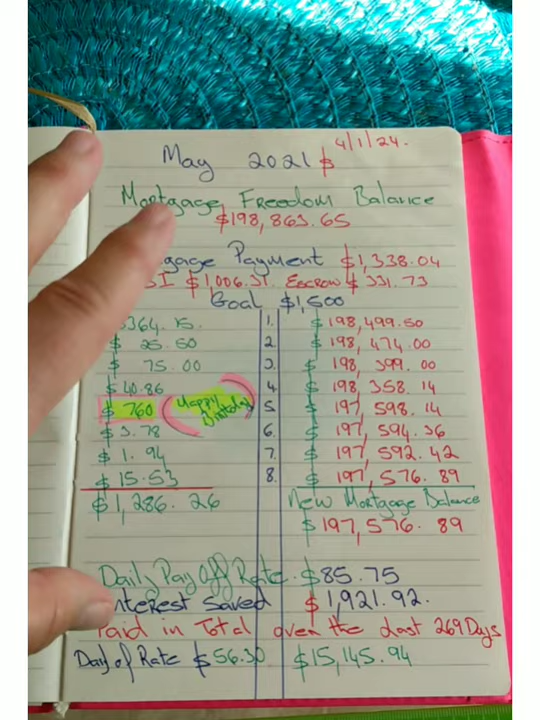 May 2021 $ 4/1/24.
Mortgage Freedom Balance
$198,863.65
gage Payment $1,338.04
I $1,006.31 Escrow $331.73
Goal $1,500
364.15. 1. $198,499.50
$ 25.50 2. $198,474.00
$ 75.00 3. $198,399.00
$40.86 4. $198,358.14
$ 760 Happy Birthday 5. $197,598.14
$ 3.78 6. $197,594.36
$ 1.94 7. $197,592.42
$ 15.53 8. $197,576.89
$1,286.26 New Mortgage Balance
$197,576.89
Daily Pay Off Rate $85.75
Interest Saved $1,921.92.
Paid in Total over the Last 269 Days
Day of Rate $56.30 $15,145.94